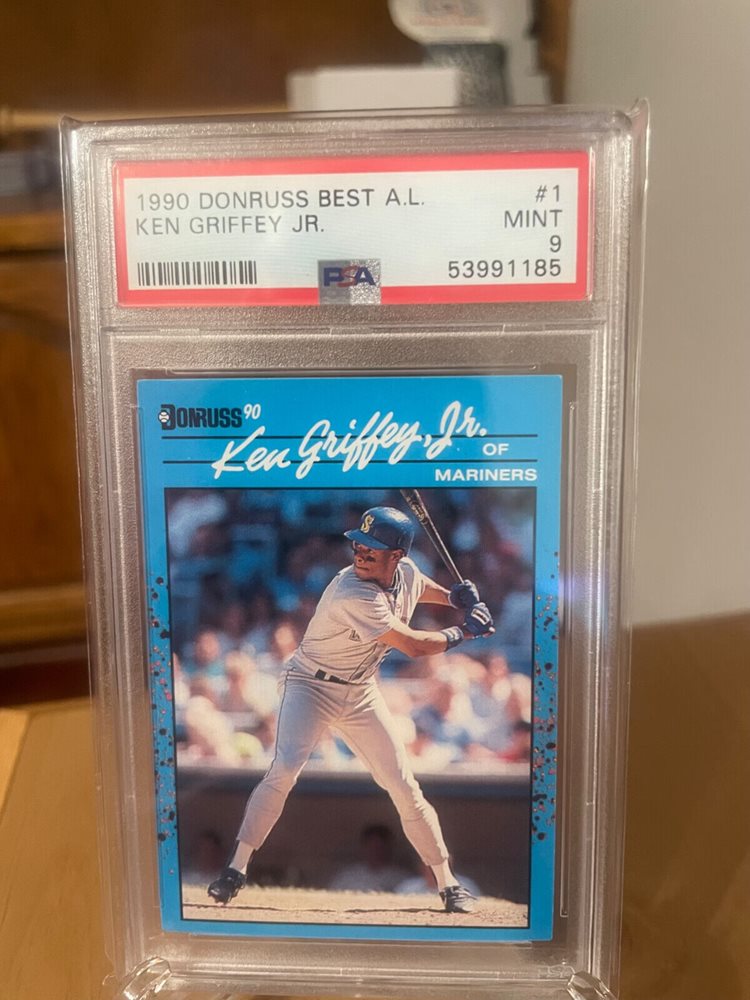 1990 DONRUSS BEST A.L. #1
KEN GRIFFEY JR. MINT
9
PSA 53991185
DONRUSS 90
Ken Griffey, Jr.
OF
MARINERS
S